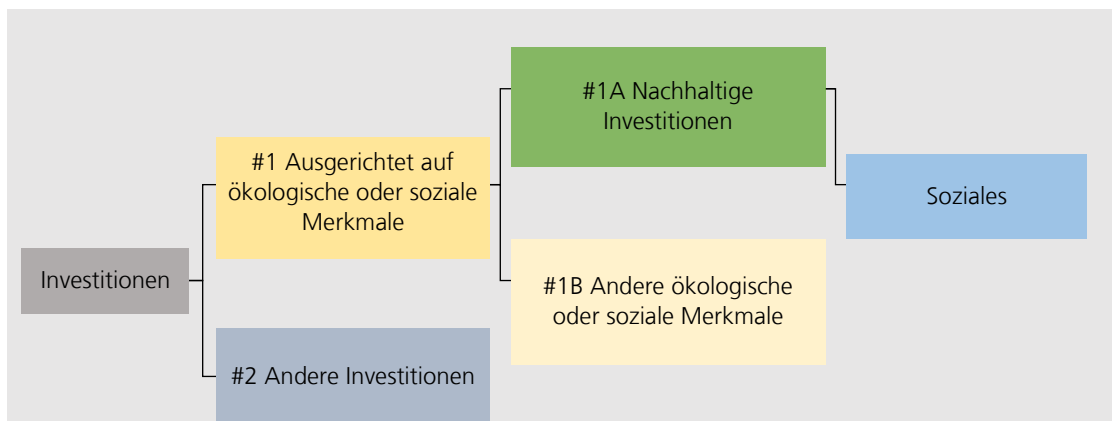 Investitionen
#1 Ausgerichtet auf
ökologische oder soziale
Merkmale
#2 Andere Investitionen
#1A Nachhaltige
Investitionen
#1B Andere ökologische
oder soziale Merkmale
Soziales